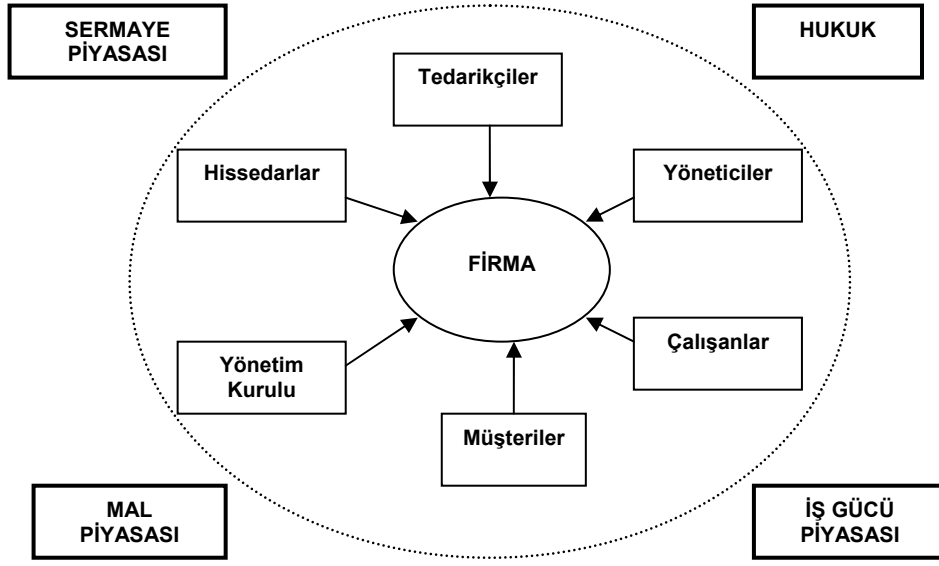 SERMAYE
PİYASASI
HUKUK
Tedarikçiler
Hissedarlar
Yöneticiler
FİRMA
Yönetim
Kurulu
Çalışanlar
Müşteriler
MAL
PİYASASI
İŞ GÜCÜ
PİYASASI